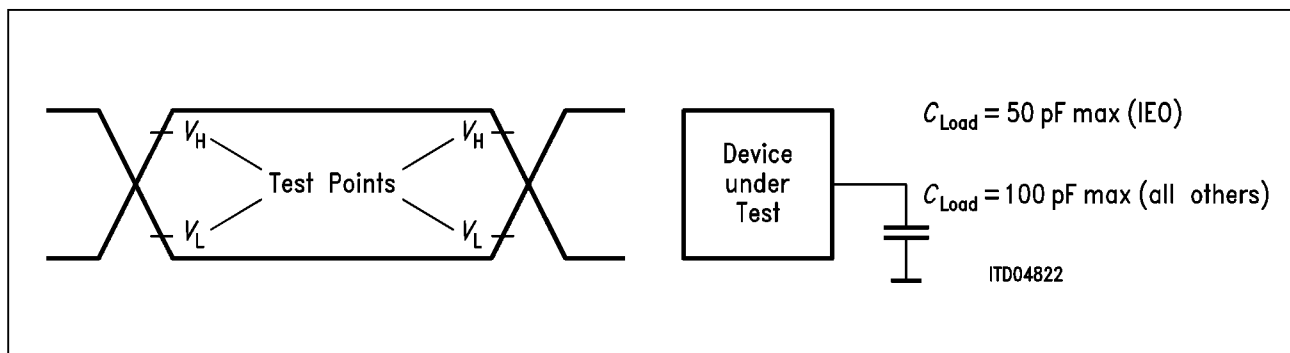 V_H
V_H
Test Points
V_L
V_L
Device
under
Test
C_Load = 50 pF max (IEO)
C_Load = 100 pF max (all others)
ITD04822